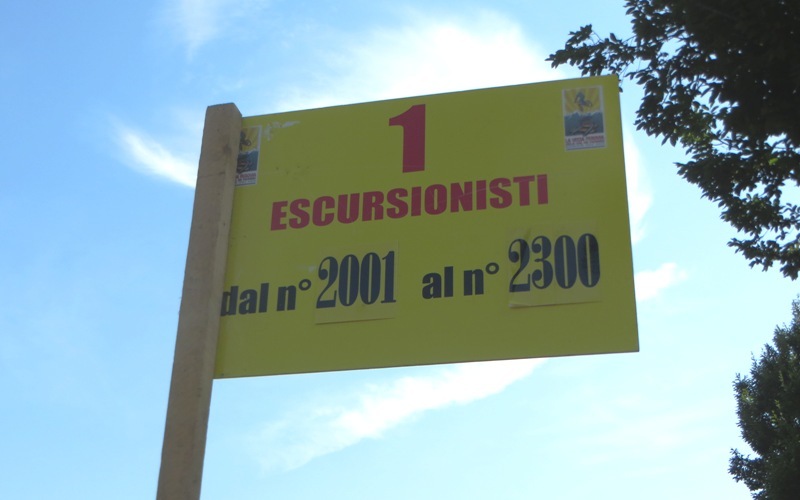 1
ESCURSIONISTI
dal n° 2001 al n° 2300